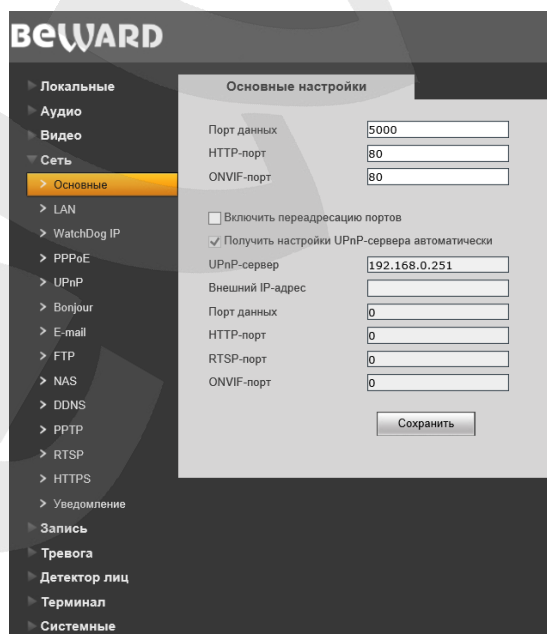 BEWARD
Локальные
Аудио
Видео
Сеть
Основные
LAN
WatchDog IP
PPPoE
UPnP
Bonjour
E-mail
FTP
NAS
DDNS
PPTP
RTSP
HTTPS
Уведомление
Запись
Тревога
Детектор лиц
Терминал
Системные
Основные настройки
Порт данных 5000
HTTP-порт 80
ONVIF-порт 80
Включить переадресацию портов
Получить настройки UPnP-сервера автоматически
UPnP-сервер 192.168.0.251
Внешний IP-адрес
Порт данных 0
HTTP-порт 0
RTSP-порт 0
ONVIF-порт 0
Сохранить